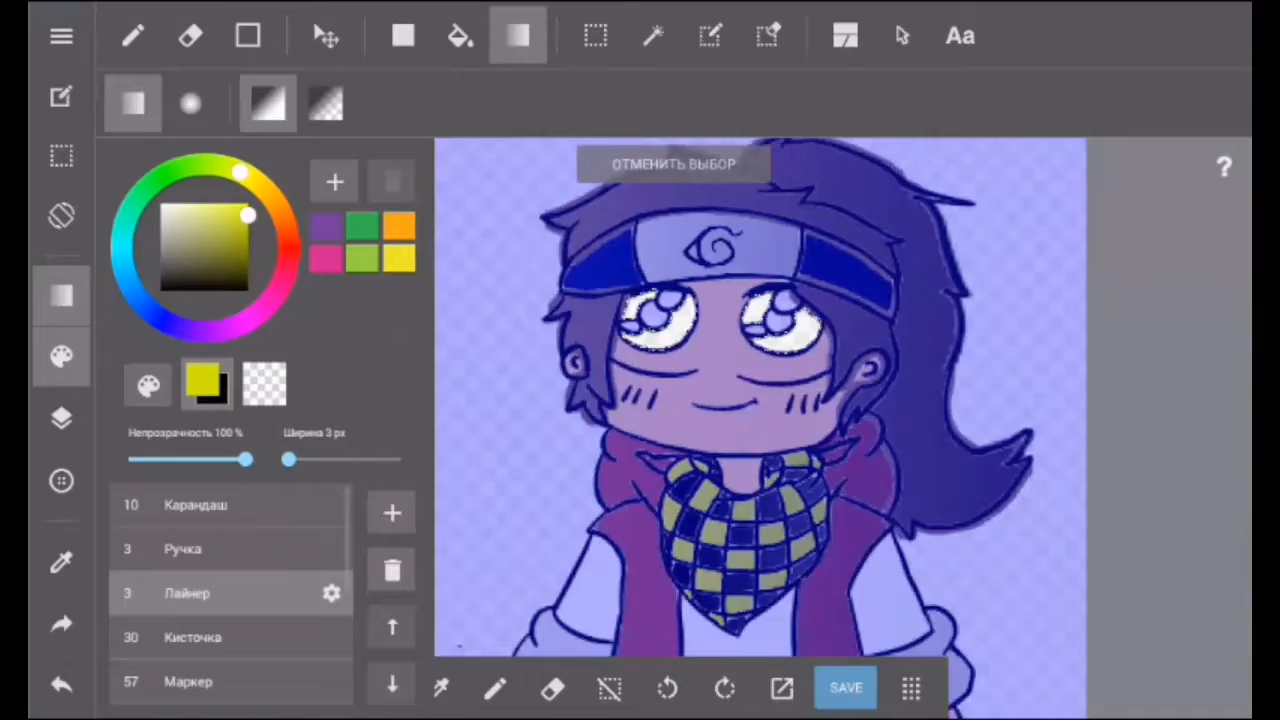 Aa
ОТМЕНИТЬ ВЫБОР
?
Непрозрачность 100 %
Ширина 3 px
10 Карандаш
3 Ручка
3 Лайнер
30 Кисточка
57 Маркер
SAVE